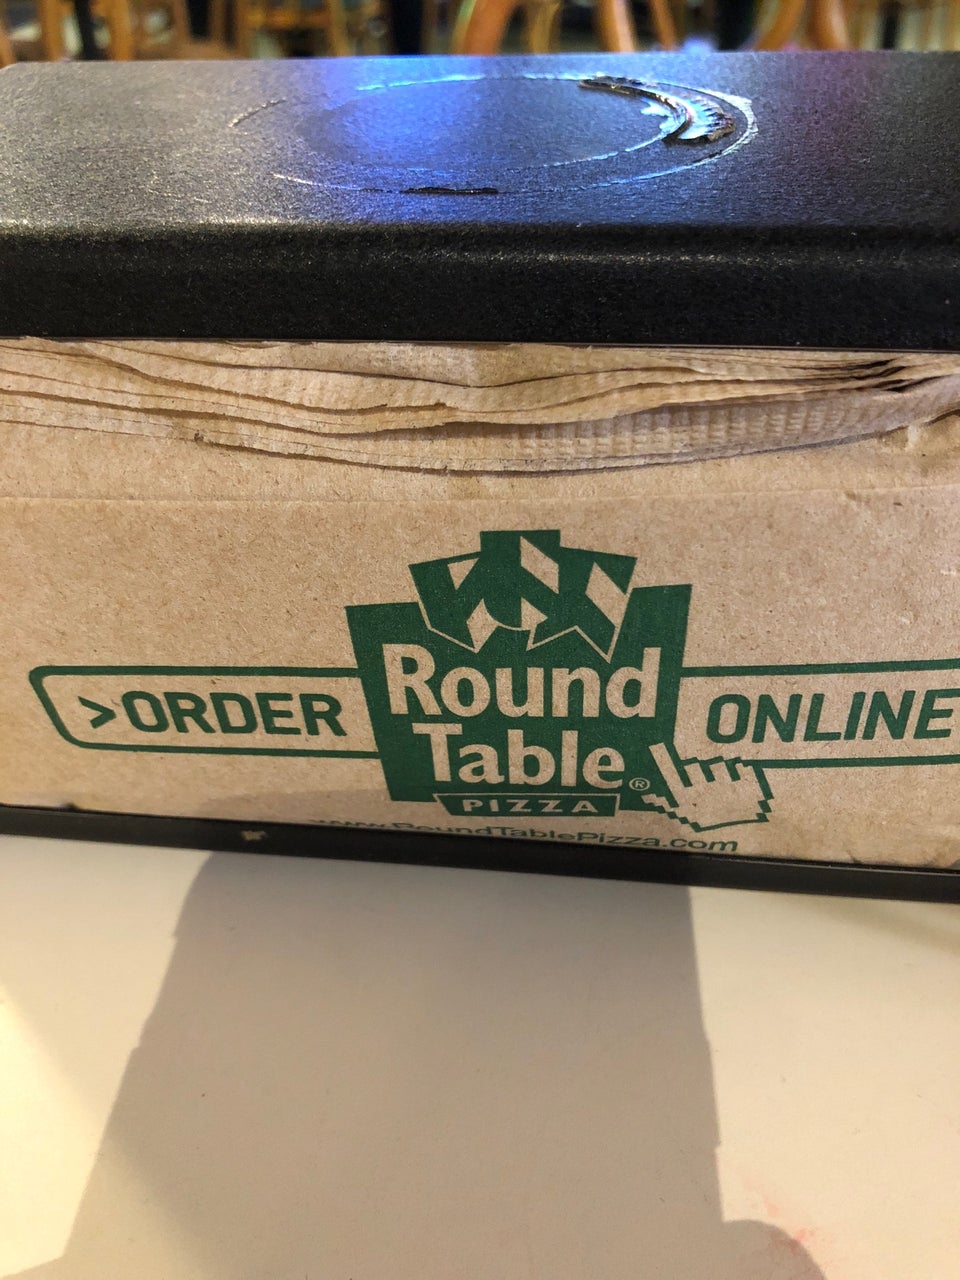 >ORDER
Round
Table®
PIZZA
ONLINE
www.RoundTablePizza.com